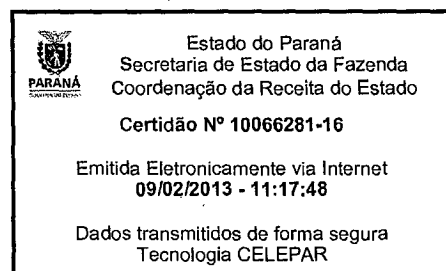 Estado do Paraná
Secretaria de Estado da Fazenda
PARANÁ
Coordenação da Receita do Estado
Certidão Nº 10066281-16
Emitida Eletronicamente via Internet
09/02/2013 - 11:17:48
Dados transmitidos de forma segura
Tecnologia CELEPAR